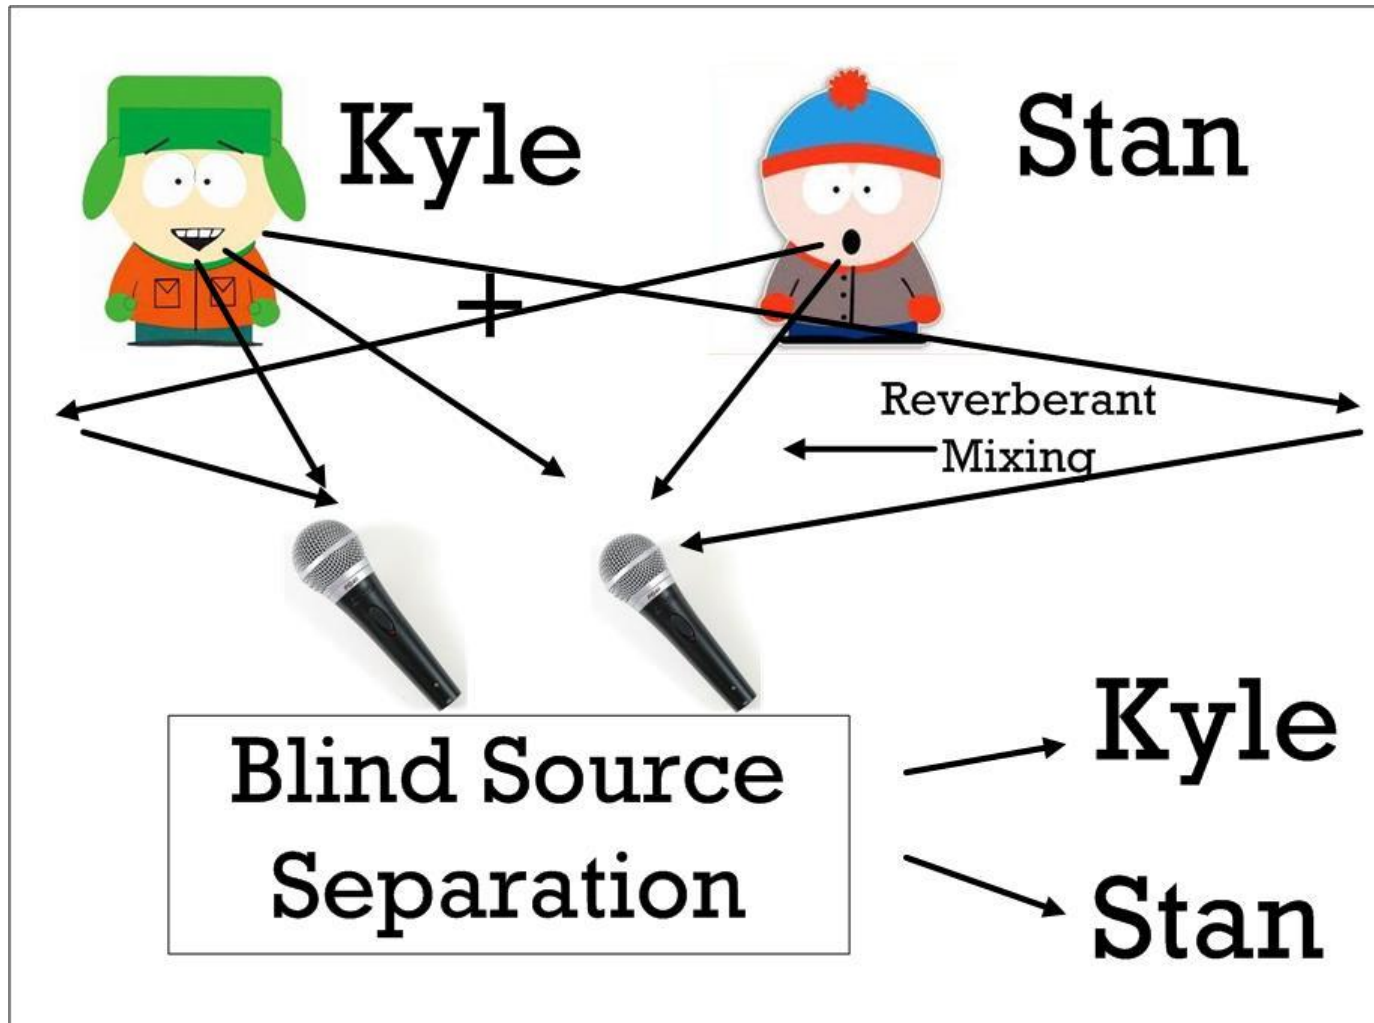 Kyle
Stan
+
Reverberant
Mixing
Blind Source
Separation
Kyle
Stan